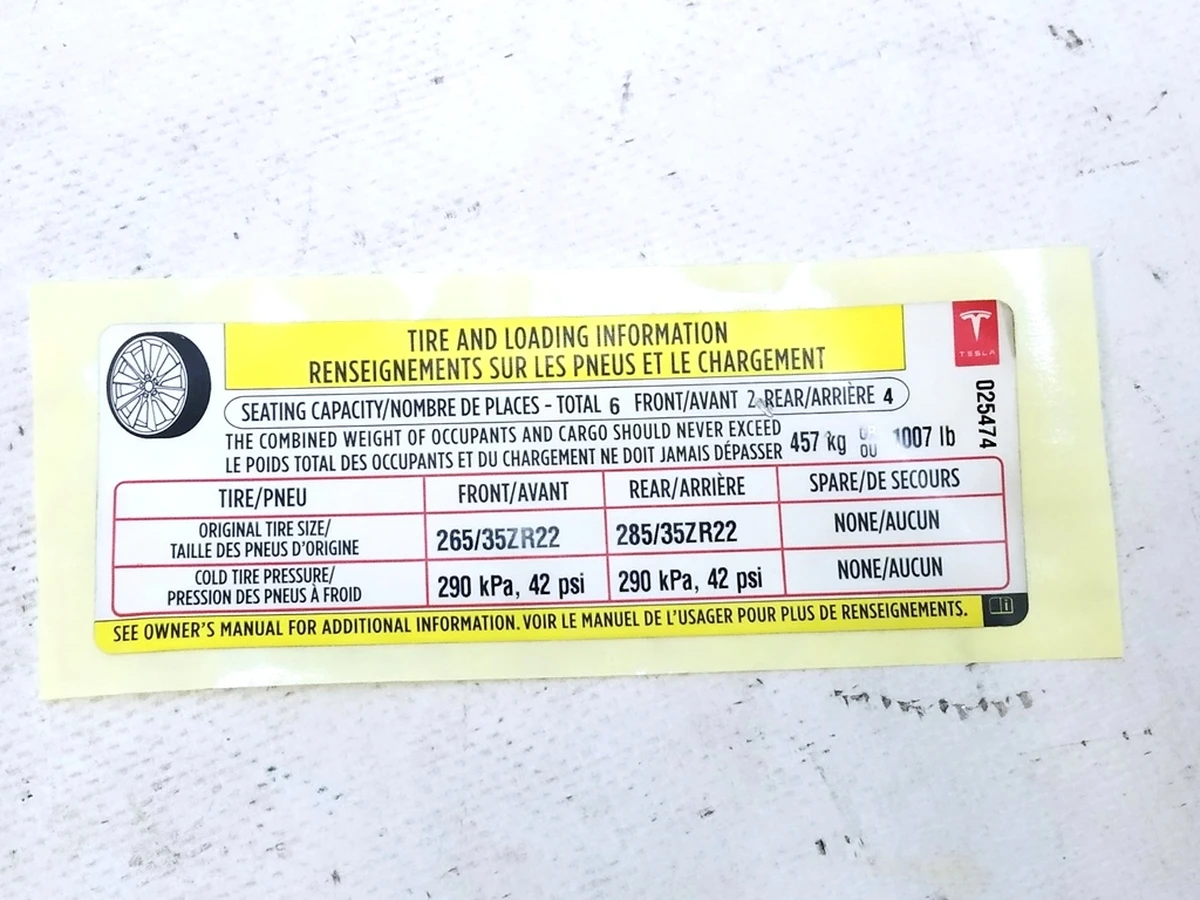 TIRE AND LOADING INFORMATION
RENSEIGNEMENTS SUR LES PNEUS ET LE CHARGEMENT
TESLA
SEATING CAPACITY/NOMBRE DE PLACES - TOTAL 6 FRONT/AVANT 2 REAR/ARRIÈRE 4
025474
THE COMBINED WEIGHT OF OCCUPANTS AND CARGO SHOULD NEVER EXCEED
LE POIDS TOTAL DES OCCUPANTS ET DU CHARGEMENT NE DOIT JAMAIS DÉPASSER
457 kg OR OU 1007 lb
TIRE/PNEU FRONT/AVANT REAR/ARRIÈRE SPARE/DE SECOURS
ORIGINAL TIRE SIZE/
TAILLE DES PNEUS D'ORIGINE
265/35ZR22 285/35ZR22 NONE/AUCUN
COLD TIRE PRESSURE/
PRESSION DES PNEUS À FROID
290 kPa, 42 psi 290 kPa, 42 psi NONE/AUCUN
SEE OWNER'S MANUAL FOR ADDITIONAL INFORMATION. VOIR LE MANUEL DE L'USAGER POUR PLUS DE RENSEIGNEMENTS.